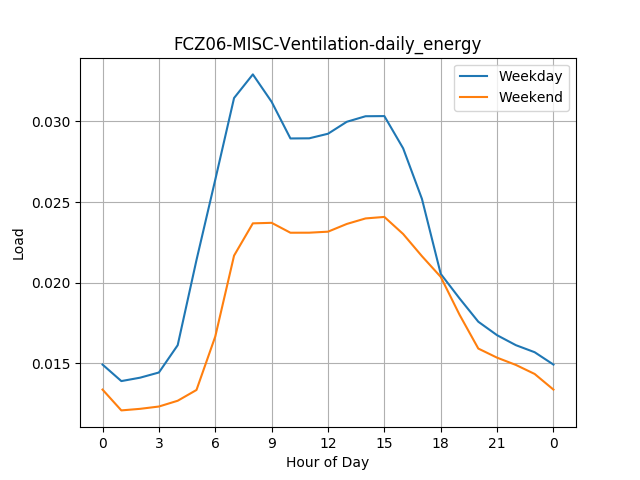 FCZ06-MISC-Ventilation-daily_energy
Weekday
Weekend
0.030
0.025
0.020
0.015
Load
0 3 6 9 12 15 18 21 0
Hour of Day